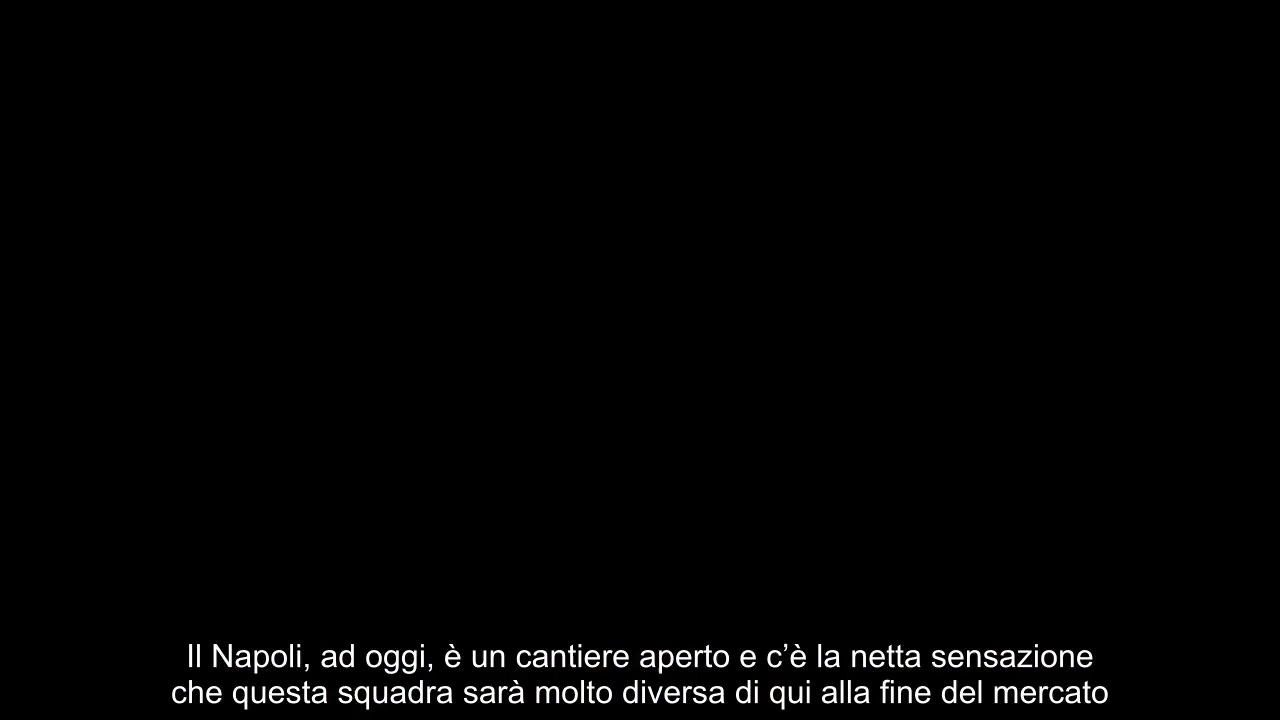 Il Napoli, ad oggi, è un cantiere aperto e c’è la netta sensazione
che questa squadra sarà molto diversa di qui alla fine del mercato